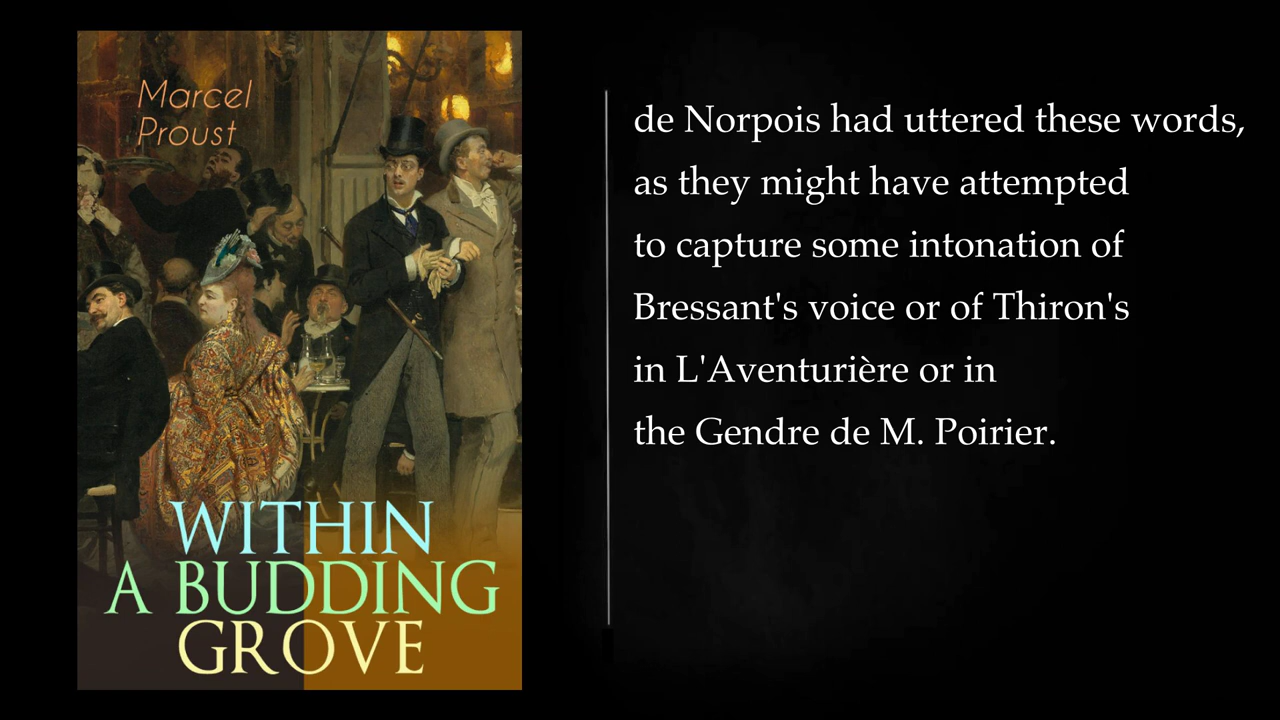 Marcel
Proust
WITHIN
A BUDDING
GROVE
de Norpois had uttered these words,
as they might have attempted
to capture some intonation of
Bressant's voice or of Thiron's
in L'Aventurière or in
the Gendre de M. Poirier.